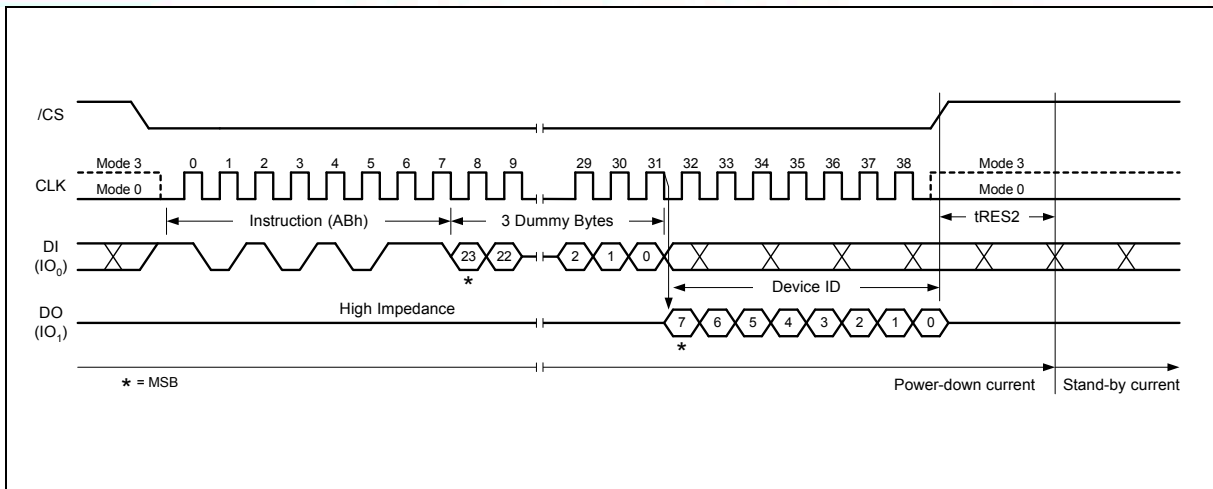 /CS
Mode 3 0 1 2 3 4 5 6 7 8 9 29 30 31 32 33 34 35 36 37 38 Mode 3
CLK Mode 0 Mode 0
Instruction (ABh) 3 Dummy Bytes tRES2
DI
(IO0)
23 22 2 1 0
*
Device ID
High Impedance
DO
(IO1)
7 6 5 4 3 2 1 0
*
* = MSB
Power-down current Stand-by current